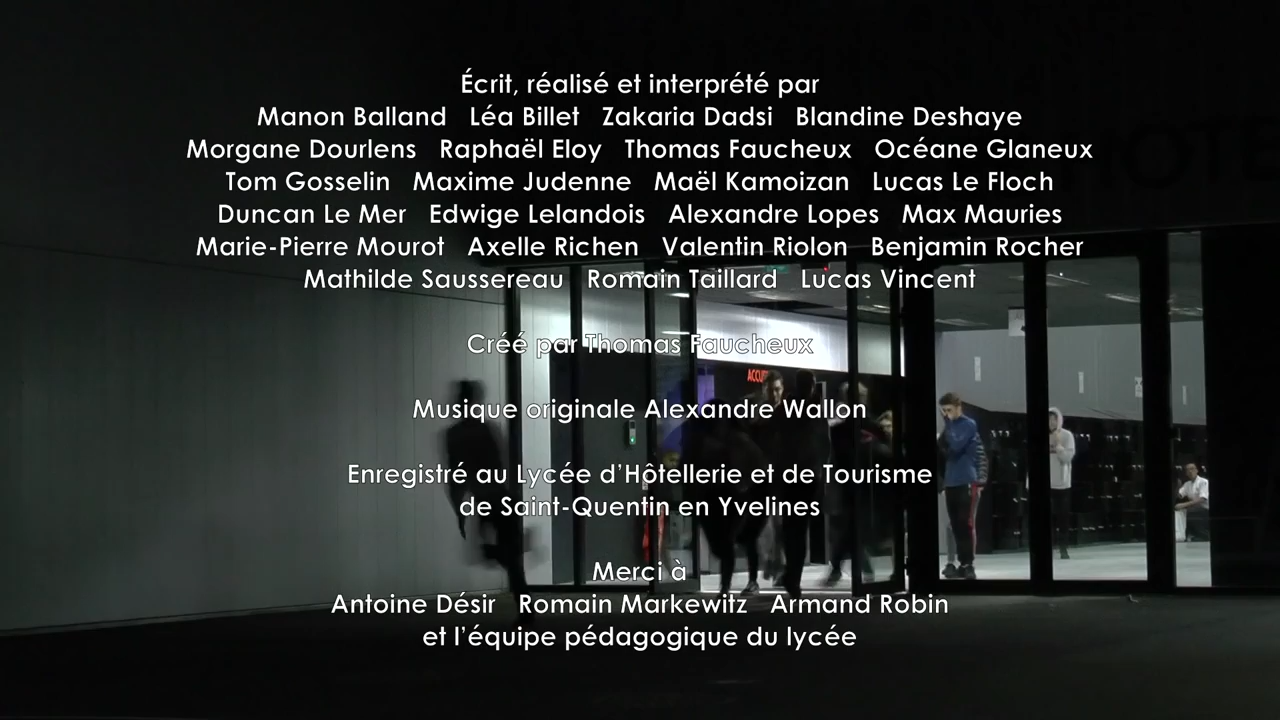 Écrit, réalisé et interprété par
Manon Balland Léa Billet Zakaria Dadsi Blandine Deshaye
Morgane Dourlens Raphaël Eloy Thomas Faucheux Océane Glaneux
Tom Gosselin Maxime Judenne Maël Kamoizan Lucas Le Floch
Duncan Le Mer Edwige Lelandois Alexandre Lopes Max Mauries
Marie-Pierre Mourot Axelle Richen Valentin Riolon Benjamin Rocher
Mathilde Saussereau Romain Taillard Lucas Vincent
Créé par Thomas Faucheux
Musique originale Alexandre Wallon
Enregistré au Lycée d’Hôtellerie et de Tourisme
de Saint-Quentin en Yvelines
Merci à
Antoine Désir Romain Markewitz Armand Robin
et l’équipe pédagogique du lycée